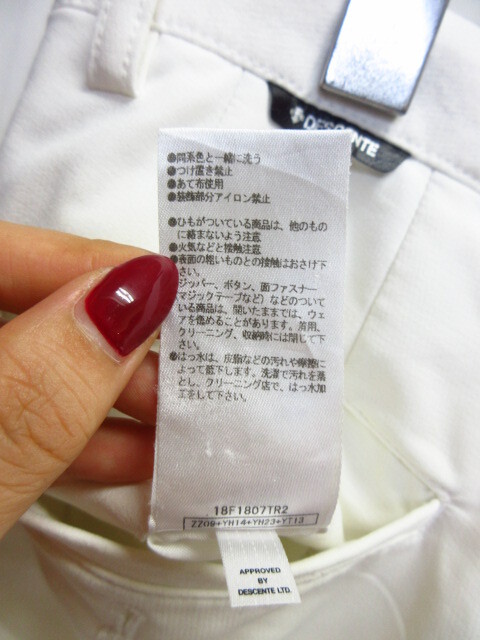 DESCENTE
●同系色と一緒に洗う
●つけ置き禁止
●あて布使用
●装飾部分アイロン禁止
●ひもがついている商品は、他のもの
に絡まないよう注意
●火気などと接触注意
●表面の粗いものとの接触はおさけ下
さい。
ジッパー、ボタン、面ファスナー
マジックテープなど）などのついて
いる商品は、開いたままでは、ウェ
アを傷めることがあります。着用、
クリーニング、収納時には閉じて下
さい。
●はっ水は、皮脂などの汚れや摩擦に
よって低下します。洗濯で汚れを落
とし、クリーニング店で、はっ水加
工をして下さい。
18F1807TR2
ZZ09+YH14+YH23+YT13
APPROVED
BY
DESCENTE LTD.